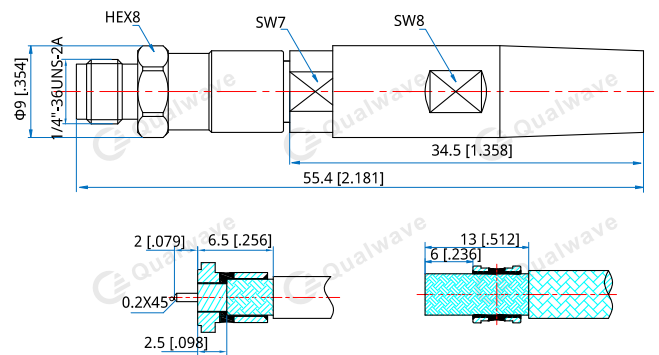 HEX8
SW7
SW8
Φ9 [.354]
1/4"-36UNS-2A
34.5 [1.358]
55.4 [2.181]
Qualwave
Qualwave
Qualwave
2 [.079]
6.5 [.256]
0.2X45°
2.5 [.098]
13 [.512]
6 [.236]
Qualwave
Qualwave